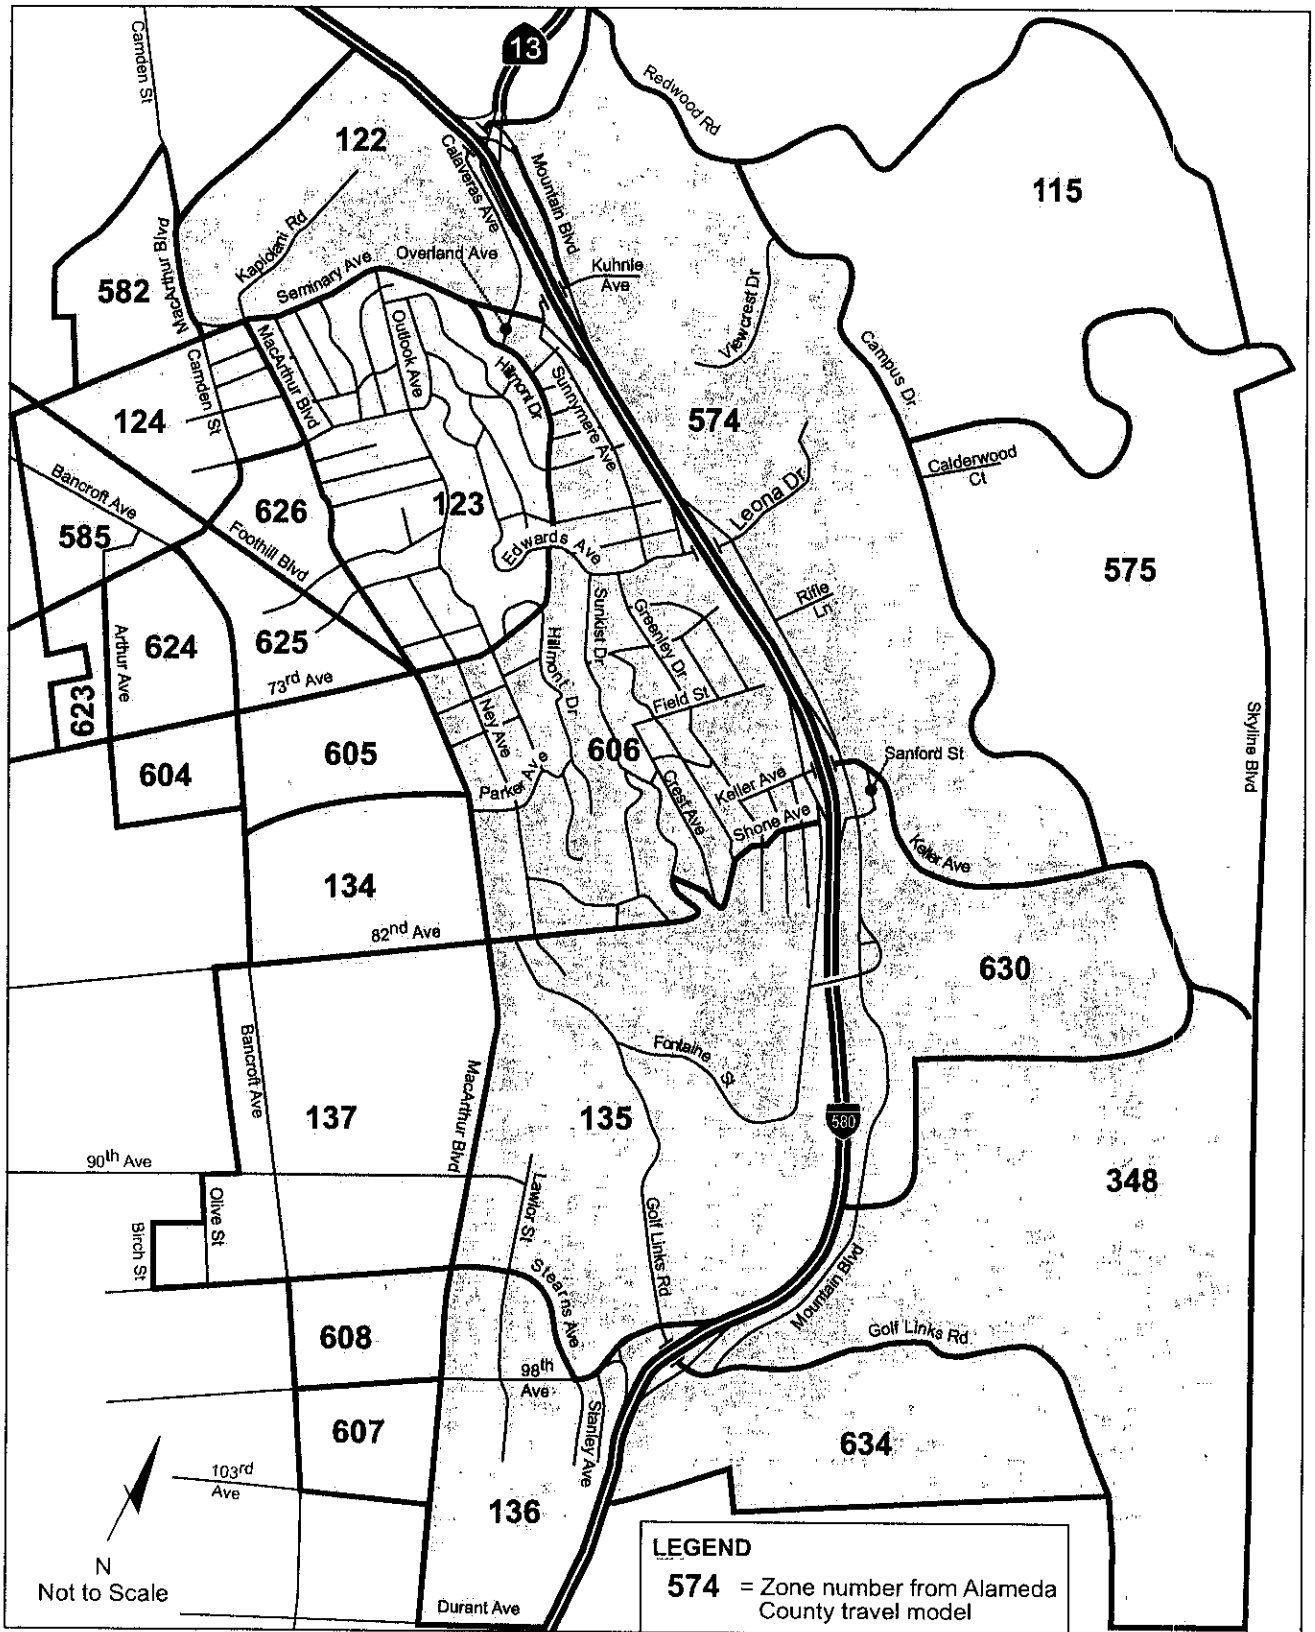 Camden St
13
Redwood Rd
122
Calaveras Ave
Mountain Blvd
115
MacArthur Blvd
Kapiolani Rd
Seminary Ave
Overland Ave
Kuhnle
Ave
Viewcrest Dr
582
MacArthur Blvd
Outlook Ave
Hillmont Dr
Sunnymere Ave
Campus Dr
Camden St
124
574
Calderwood
Ct
Bancroft Ave
Leona Dr
626
123
585
Foothill Blvd
Edwards Ave
575
Rifle
Ln
Sunkist Dr
Greenley Dr
Arthur Ave
624
625
Hillmont Dr
73rd Ave
623
Field St
Ney Ave
Skyline Blvd
605
606
Sanford St
604
Parker Ave
Crest Ave
Keller Ave
Shone Ave
Keller Ave
134
82nd Ave
630
Bancroft Ave
Fontaine St
MacArthur Blvd
137
135
580
90th Ave
348
Olive St
Birch St
Lawlor St
Golf Links Rd
Stearns Ave
Mountain Blvd
Golf Links Rd
608
98th
Ave
607
Stanley Ave
634
103rd
Ave
136
N
Not to Scale
Durant Ave
LEGEND
574 = Zone number from Alameda
County travel model